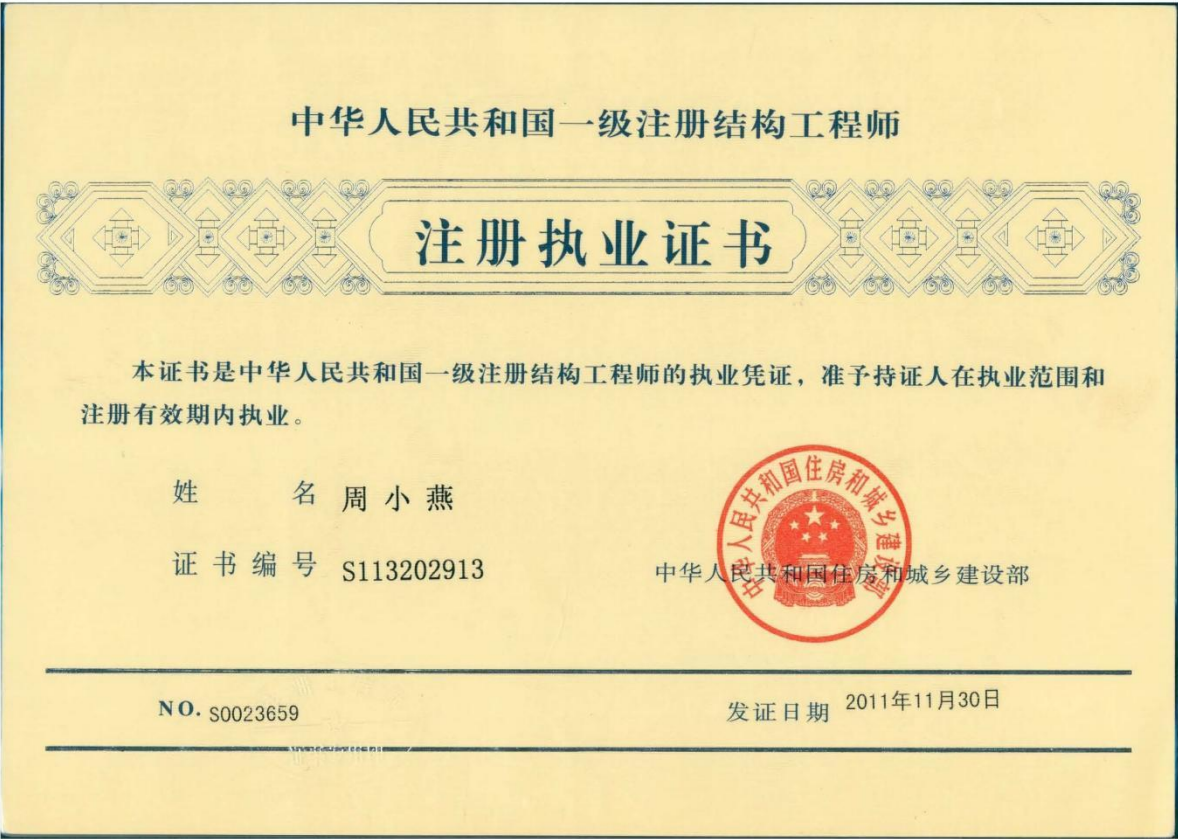 中华人民共和国一级注册结构工程师
注册执业证书
本证书是中华人民共和国一级注册结构工程师的执业凭证，准予持证人在执业范围和
注册有效期内执业。
姓 名 周小燕
证书编号 S113202913
中华人民共和国住房和城乡建设部
中华人民共和国住房和城乡建设部
NO. S0023659
发证日期 2011年11月30日